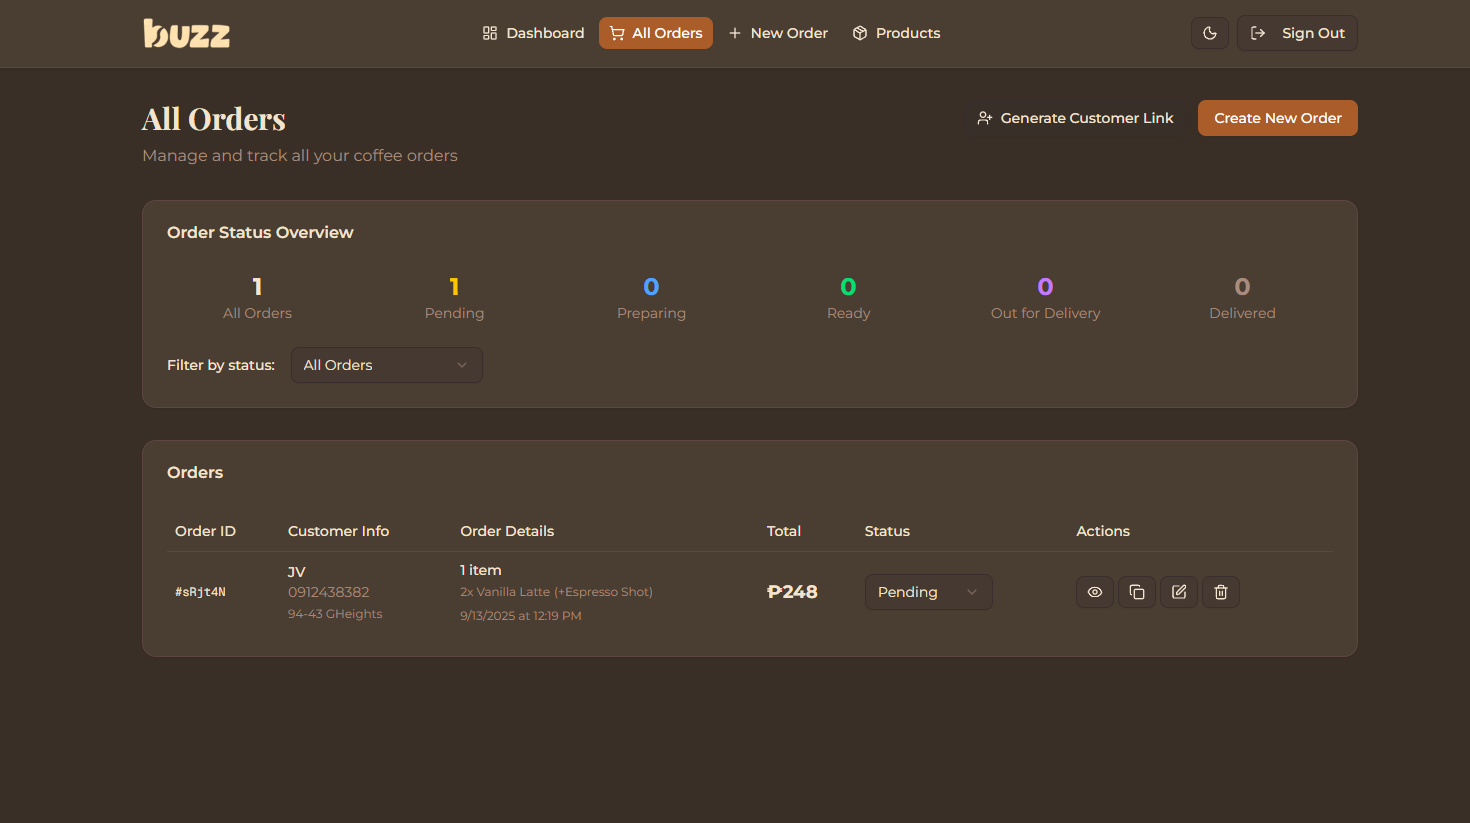 buzz
Dashboard
All Orders
New Order
Products
Sign Out
All Orders
Manage and track all your coffee orders
Generate Customer Link
Create New Order
Order Status Overview
1
All Orders
1
Pending
0
Preparing
0
Ready
0
Out for Delivery
0
Delivered
Filter by status:
All Orders
Orders
Order ID
Customer Info
Order Details
Total
Status
Actions
#sRjt4N
JV
0912438382
94-43 GHeights
1 item
2x Vanilla Latte (+Espresso Shot)
9/13/2025 at 12:19 PM
₱248
Pending